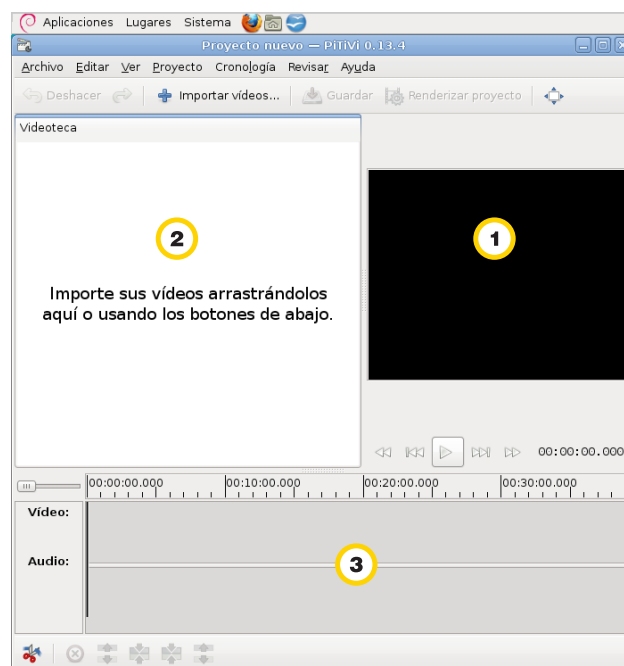 Aplicaciones Lugares Sistema
Proyecto nuevo — PiTiVi 0.13.4
Archivo Editar Ver Proyecto Cronología Revisar Ayuda
Deshacer Importar vídeos... Guardar Renderizar proyecto
Videoteca
2
1
Importe sus vídeos arrastrándolos
aquí o usando los botones de abajo.
00:00:00.000
00:00:00.000 00:10:00.000 00:20:00.000 00:30:00.000
Vídeo:
Audio:
3